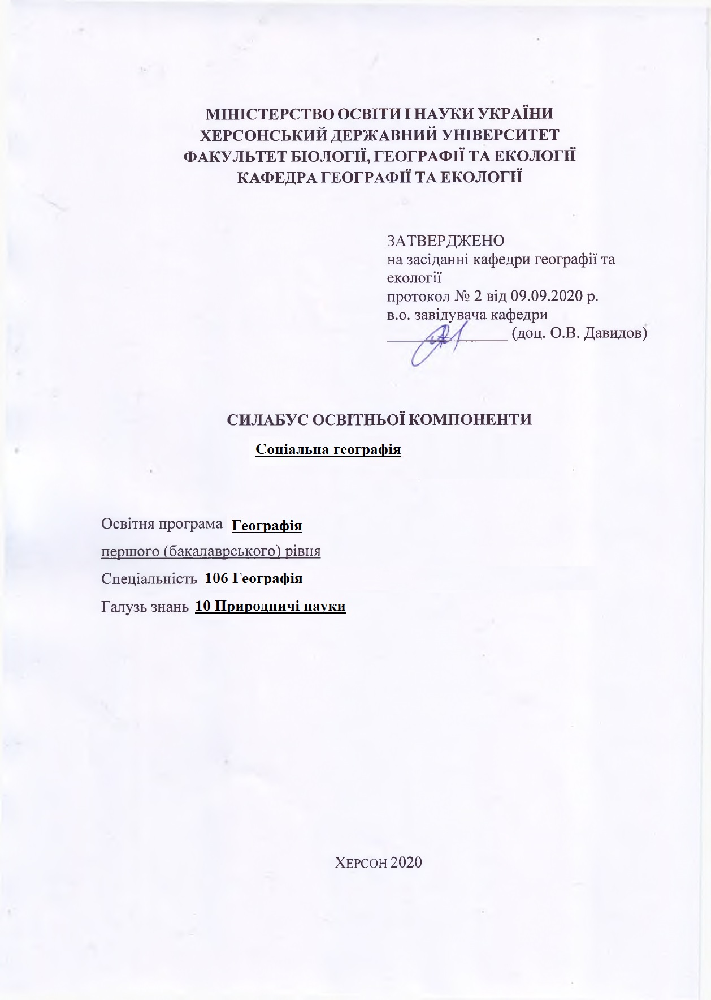 МІНІСТЕРСТВО ОСВІТИ І НАУКИ УКРАЇНИ
ХЕРСОНСЬКИЙ ДЕРЖАВНИЙ УНІВЕРСИТЕТ
ФАКУЛЬТЕТ БІОЛОГІЇ, ГЕОГРАФІЇ ТА ЕКОЛОГІЇ
КАФЕДРА ГЕОГРАФІЇ ТА ЕКОЛОГІЇ
ЗАТВЕРДЖЕНО
на засіданні кафедри географії та
екології
протокол № 2 від 09.09.2020 р.
в.о. завідувача кафедри
_______________ (доц. О.В. Давидов)
СИЛАБУС ОСВІТНЬОЇ КОМПОНЕНТИ
Соціальна географія
Освітня програма Географія
першого (бакалаврського) рівня
Спеціальність 106 Географія
Галузь знань 10 Природничі науки
ХЕРСОН 2020